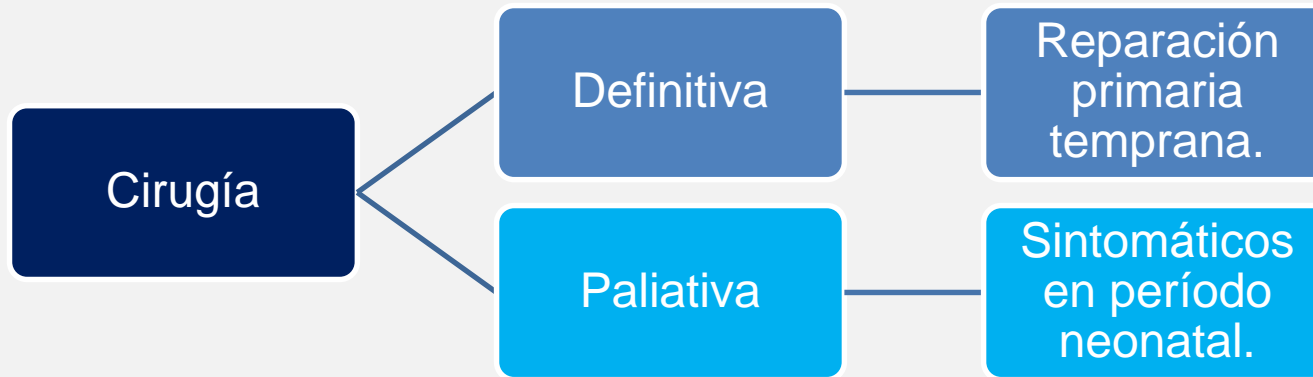 Cirugía
Definitiva
Reparación
primaria
temprana.
Paliativa
Sintomáticos
en período
neonatal.